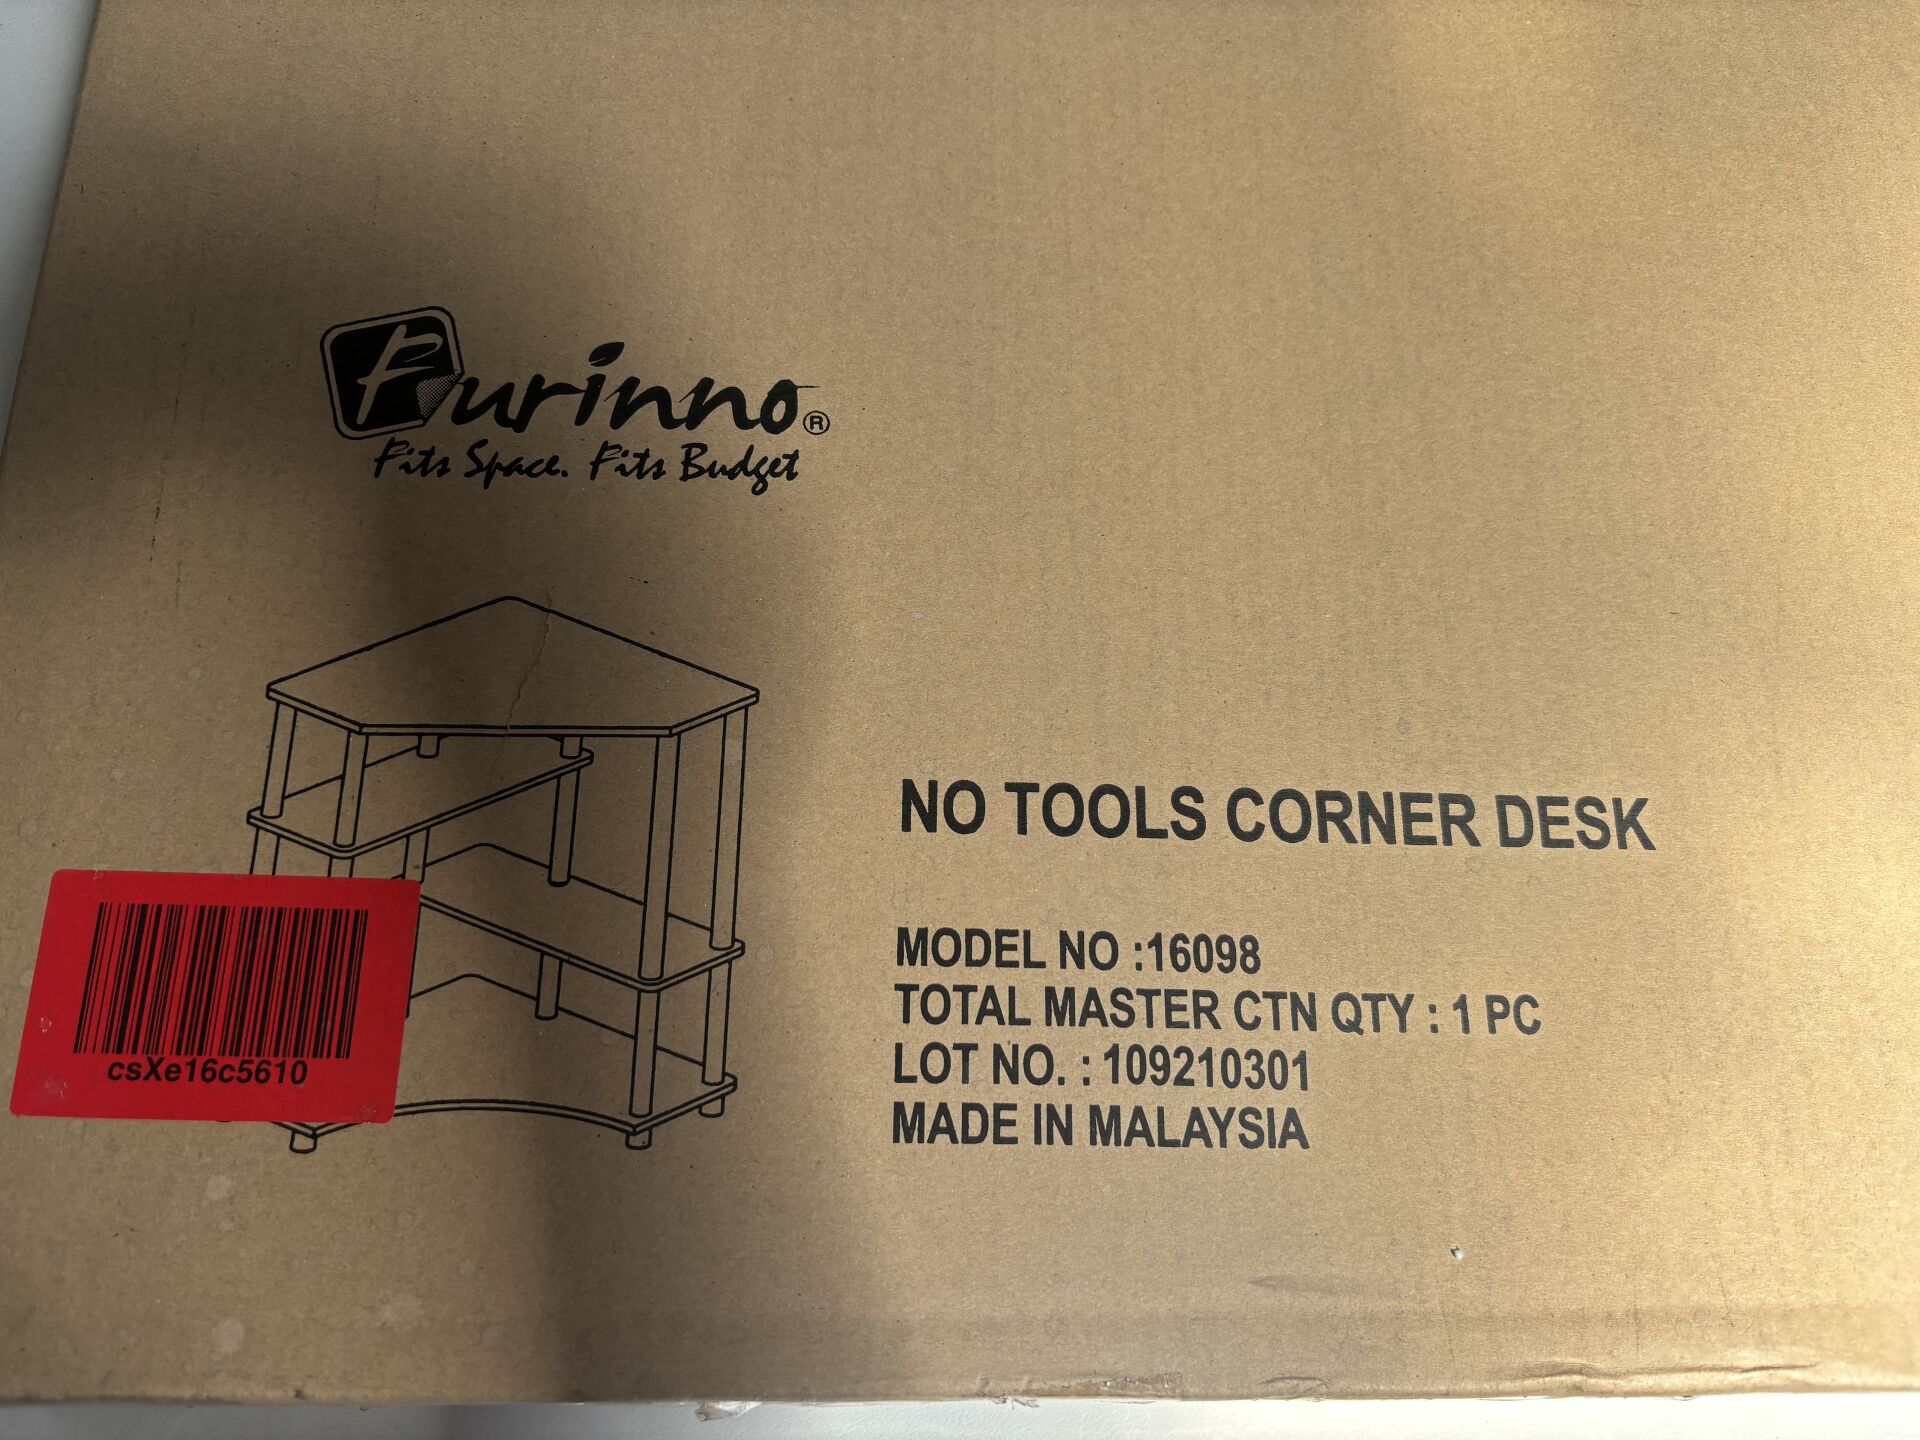 Furinno®
Fits Space. Fits Budget
NO TOOLS CORNER DESK
MODEL NO :16098
TOTAL MASTER CTN QTY : 1 PC
LOT NO. : 109210301
MADE IN MALAYSIA
csXe16c5610